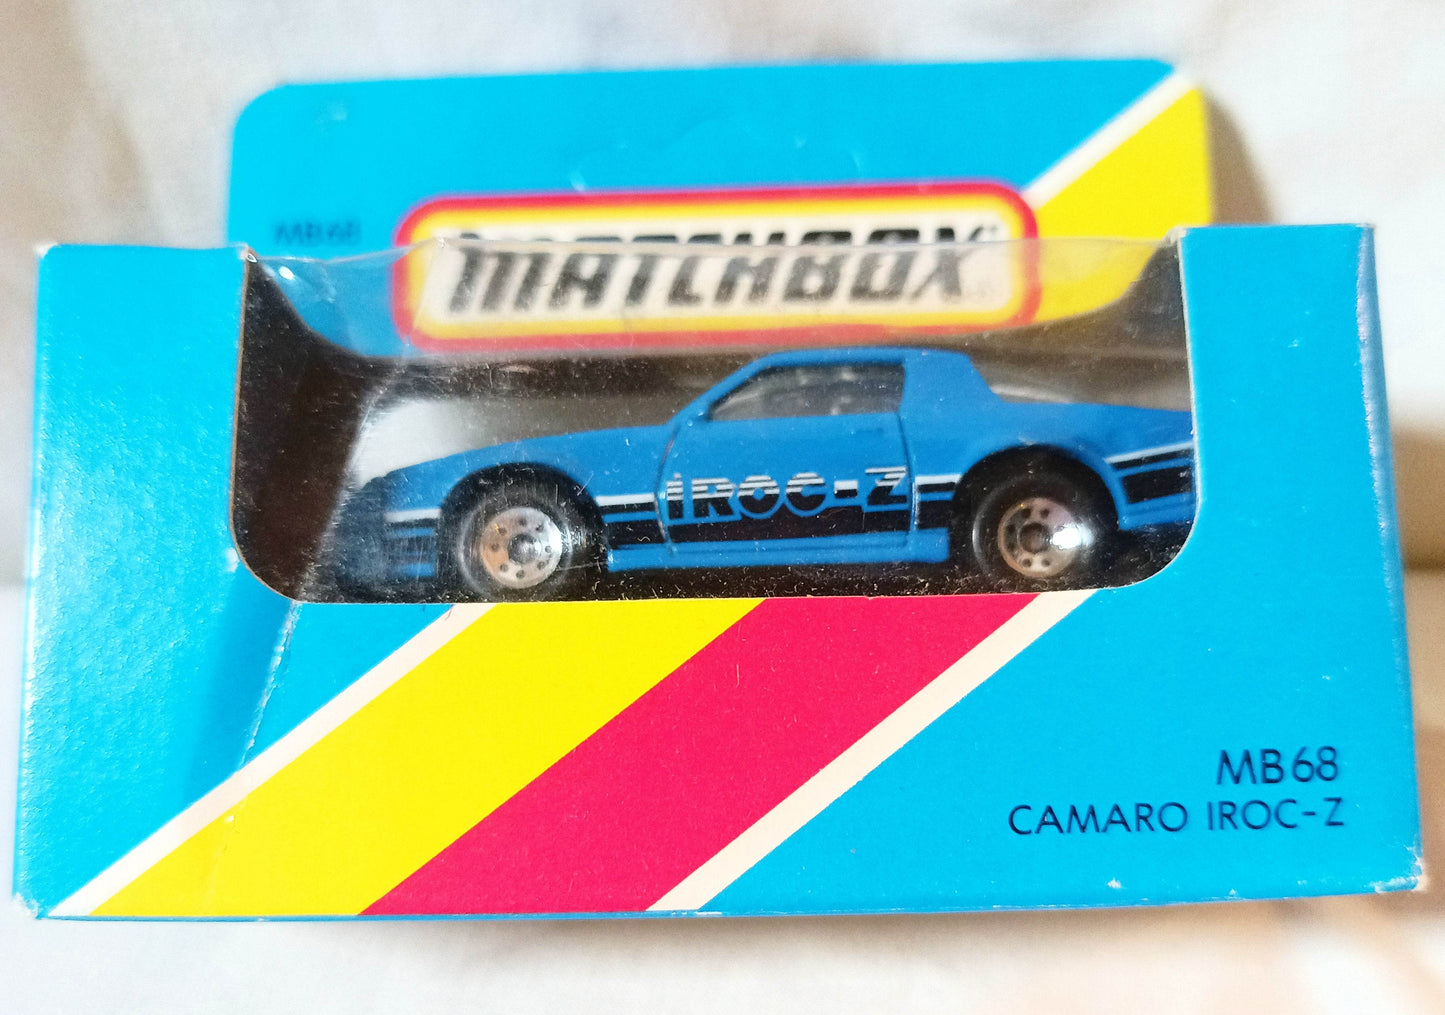 MB68
MATCHBOX
iROC-Z
MB68
CAMARO IROC-Z